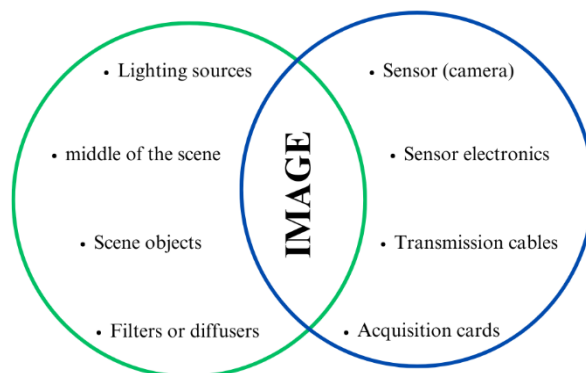 • Lighting sources
• middle of the scene
• Scene objects
• Filters or diffusers
IMAGE
• Sensor (camera)
• Sensor electronics
• Transmission cables
• Acquisition cards